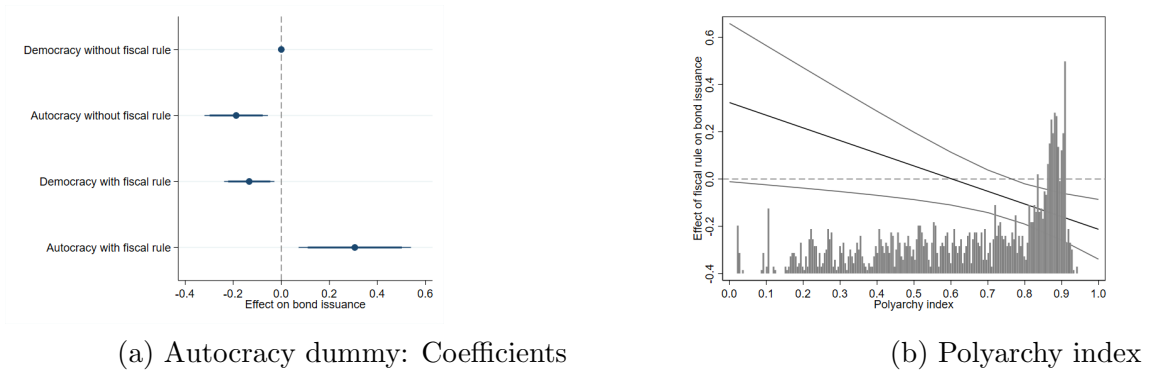 Democracy without fiscal rule
Autocracy without fiscal rule
Democracy with fiscal rule
Autocracy with fiscal rule
-0.4 -0.2 0.0 0.2 0.4 0.6
Effect on bond issuance
(a) Autocracy dummy: Coefficients
Effect of fiscal rule on bond issuance
0.6
0.4
0.2
0.0
-0.2
-0.4
0.0 0.1 0.2 0.3 0.4 0.5 0.6 0.7 0.8 0.9 1.0
Polyarchy index
(b) Polyarchy index